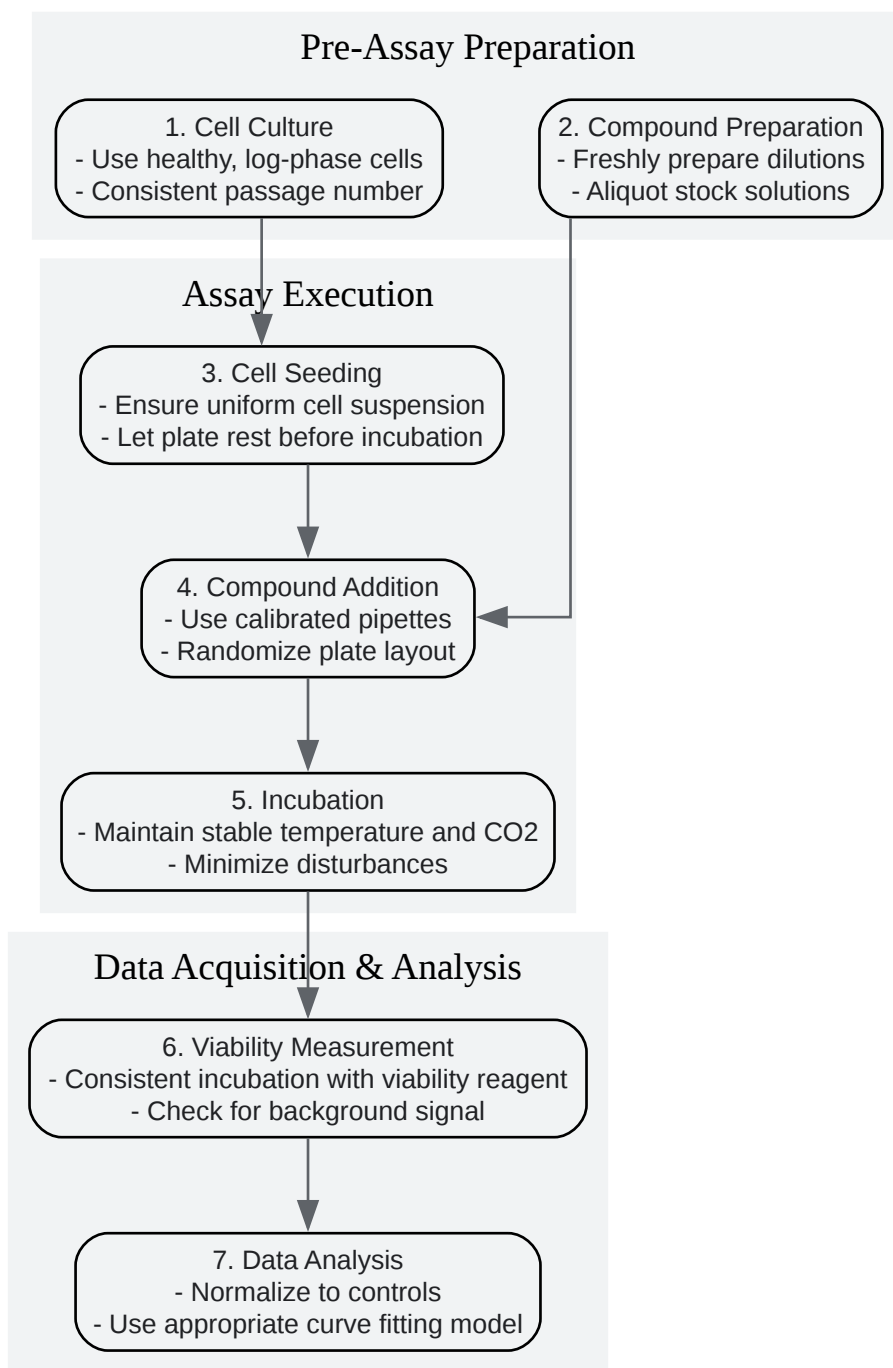 Pre-Assay Preparation
1. Cell Culture
- Use healthy, log-phase cells
- Consistent passage number
2. Compound Preparation
- Freshly prepare dilutions
- Aliquot stock solutions
Assay Execution
3. Cell Seeding
- Ensure uniform cell suspension
- Let plate rest before incubation
4. Compound Addition
- Use calibrated pipettes
- Randomize plate layout
5. Incubation
- Maintain stable temperature and CO2
- Minimize disturbances
Data Acquisition & Analysis
6. Viability Measurement
- Consistent incubation with viability reagent
- Check for background signal
7. Data Analysis
- Normalize to controls
- Use appropriate curve fitting model